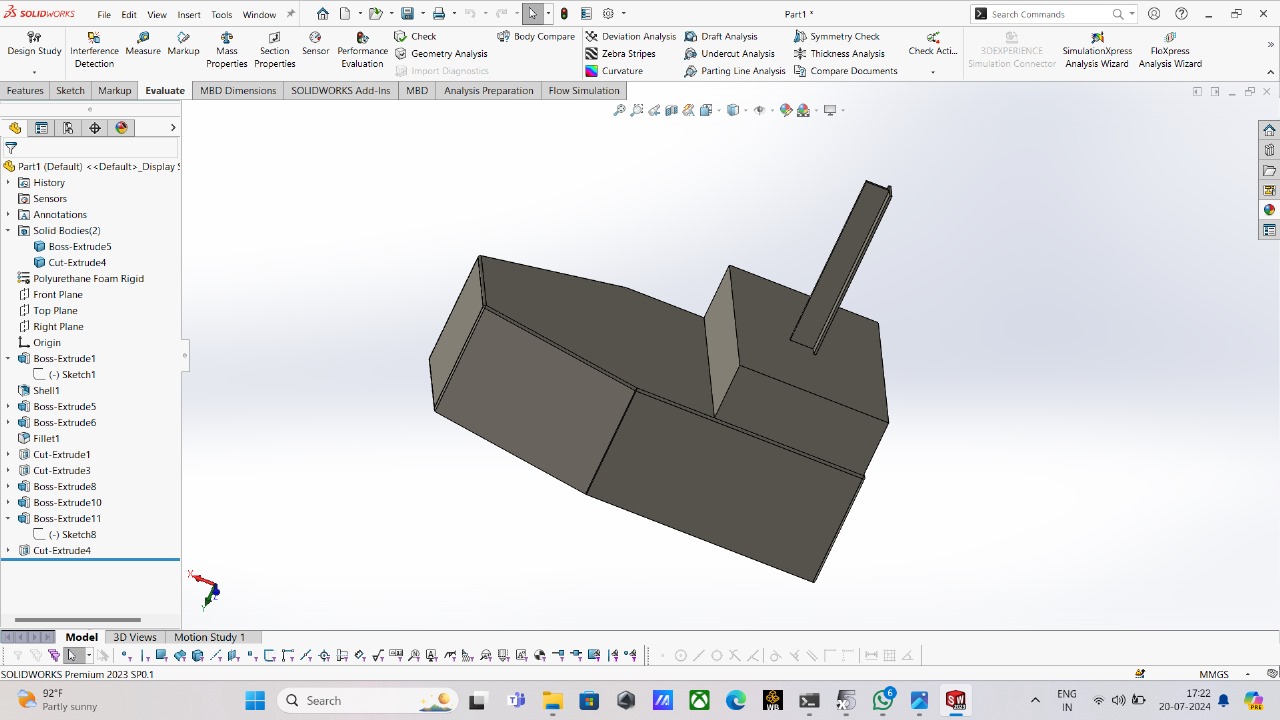 SOLIDWORKS File Edit View Insert Tools Window Part1 * Search Commands
Design Study Interference Detection Measure Markup Mass Properties Section Properties Sensor Performance Evaluation Check Body Compare Deviation Analysis Draft Analysis Symmetry Check Check Acti... 3DEXPERIENCE Simulation Connector SimulationXpress Analysis Wizard FloXpress Analysis Wizard
Geometry Analysis Zebra Stripes Undercut Analysis Thickness Analysis
Import Diagnostics Curvature Parting Line Analysis Compare Documents
Features Sketch Markup Evaluate MBD Dimensions SOLIDWORKS Add-Ins MBD Analysis Preparation Flow Simulation
Part1 (Default) <<Default>_Display S
History
Sensors
Annotations
Solid Bodies(2)
Boss-Extrude5
Cut-Extrude4
Polyurethane Foam Rigid
Front Plane
Top Plane
Right Plane
Origin
Boss-Extrude1
(-) Sketch1
Shell1
Boss-Extrude5
Boss-Extrude6
Fillet1
Cut-Extrude1
Cut-Extrude3
Boss-Extrude8
Boss-Extrude10
Boss-Extrude11
(-) Sketch8
Cut-Extrude4
X
Y
Model 3D Views Motion Study 1
SOLIDWORKS Premium 2023 SP0.1 MMGS
92°F
Partly sunny
Search
6
ENG
IN
17:22
20-07-2024